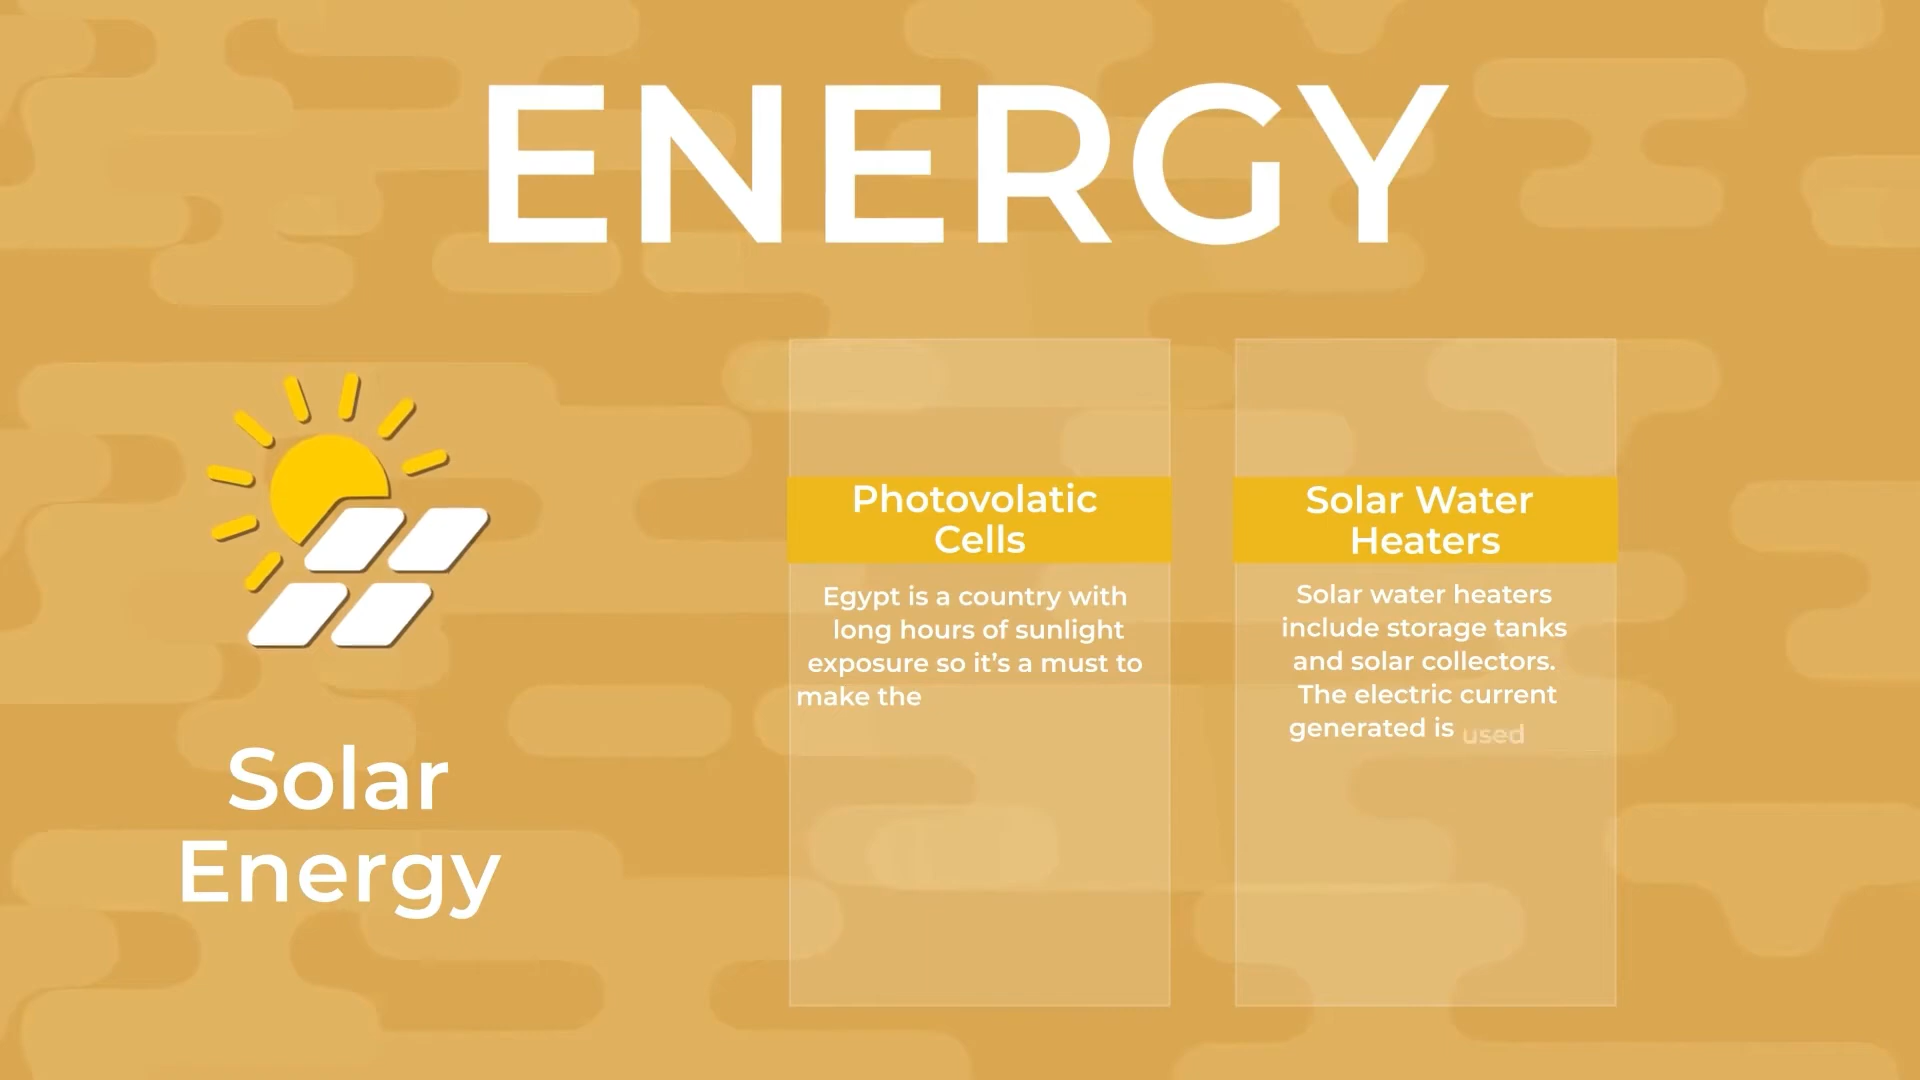 ENERGY
Solar
Energy
Photovolatic
Cells
Egypt is a country with
long hours of sunlight
exposure so it’s a must to
make the
Solar Water
Heaters
Solar water heaters
include storage tanks
and solar collectors.
The electric current
generated is used